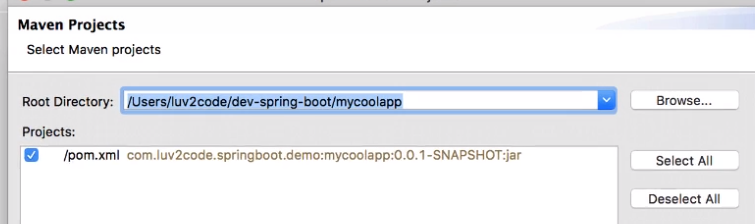 Maven Projects
Select Maven projects
Root Directory: /Users/luv2code/dev-spring-boot/mycoolapp Browse...
Projects:
/pom.xml com.luv2code.springboot.demo:mycoolapp:0.0.1-SNAPSHOT:jar
Select All
Deselect All